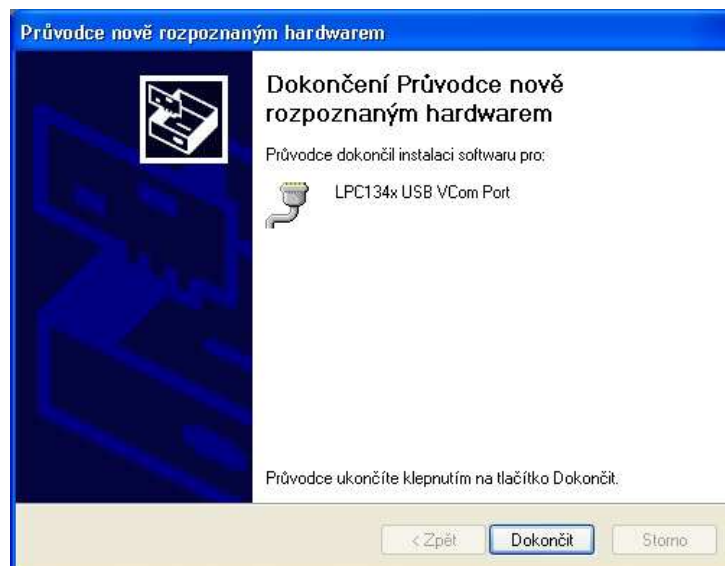 Průvodce nově rozpoznaným hardwarem
Dokončení Průvodce nově
rozpoznaným hardwarem
Průvodce dokončil instalaci softwaru pro:
LPC134x USB VCom Port
Průvodce ukončíte klepnutím na tlačítko Dokončit.
< Zpět
Dokončit
Storno